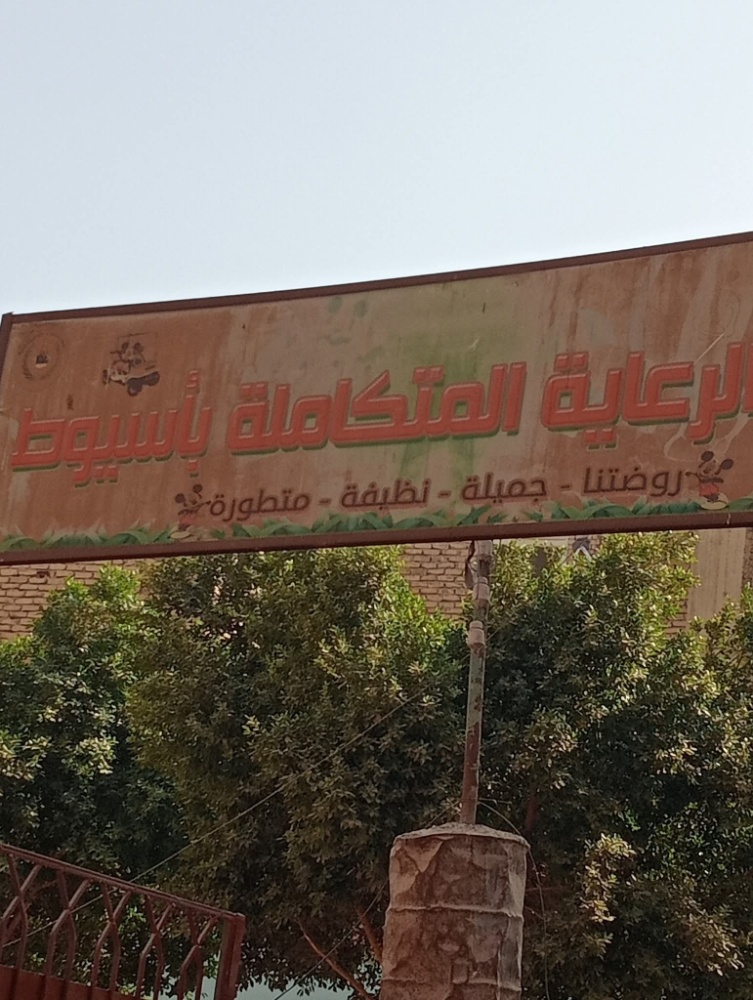 الرعاية المتكاملة بأسيوط
روضتنا - جميلة - نظيفة - متطورة